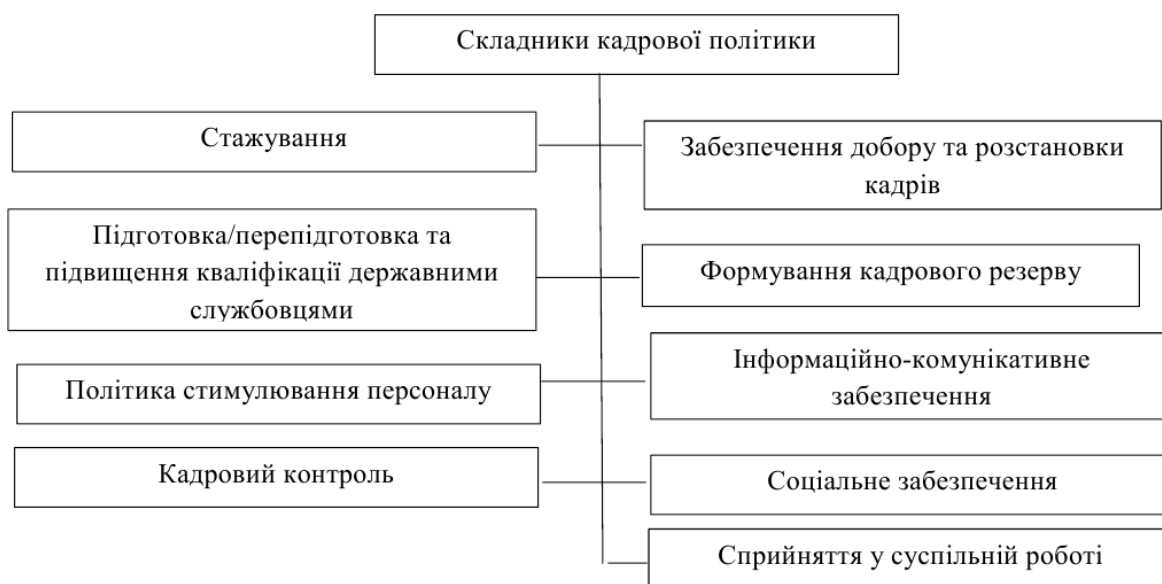 Складники кадрової політики
Стажування
Забезпечення добору та розстановки
кадрів
Підготовка/перепідготовка та
підвищення кваліфікації державними
службовцями
Формування кадрового резерву
Політика стимулювання персоналу
Інформаційно-комунікативне
забезпечення
Кадровий контроль
Соціальне забезпечення
Сприйняття у суспільній роботі